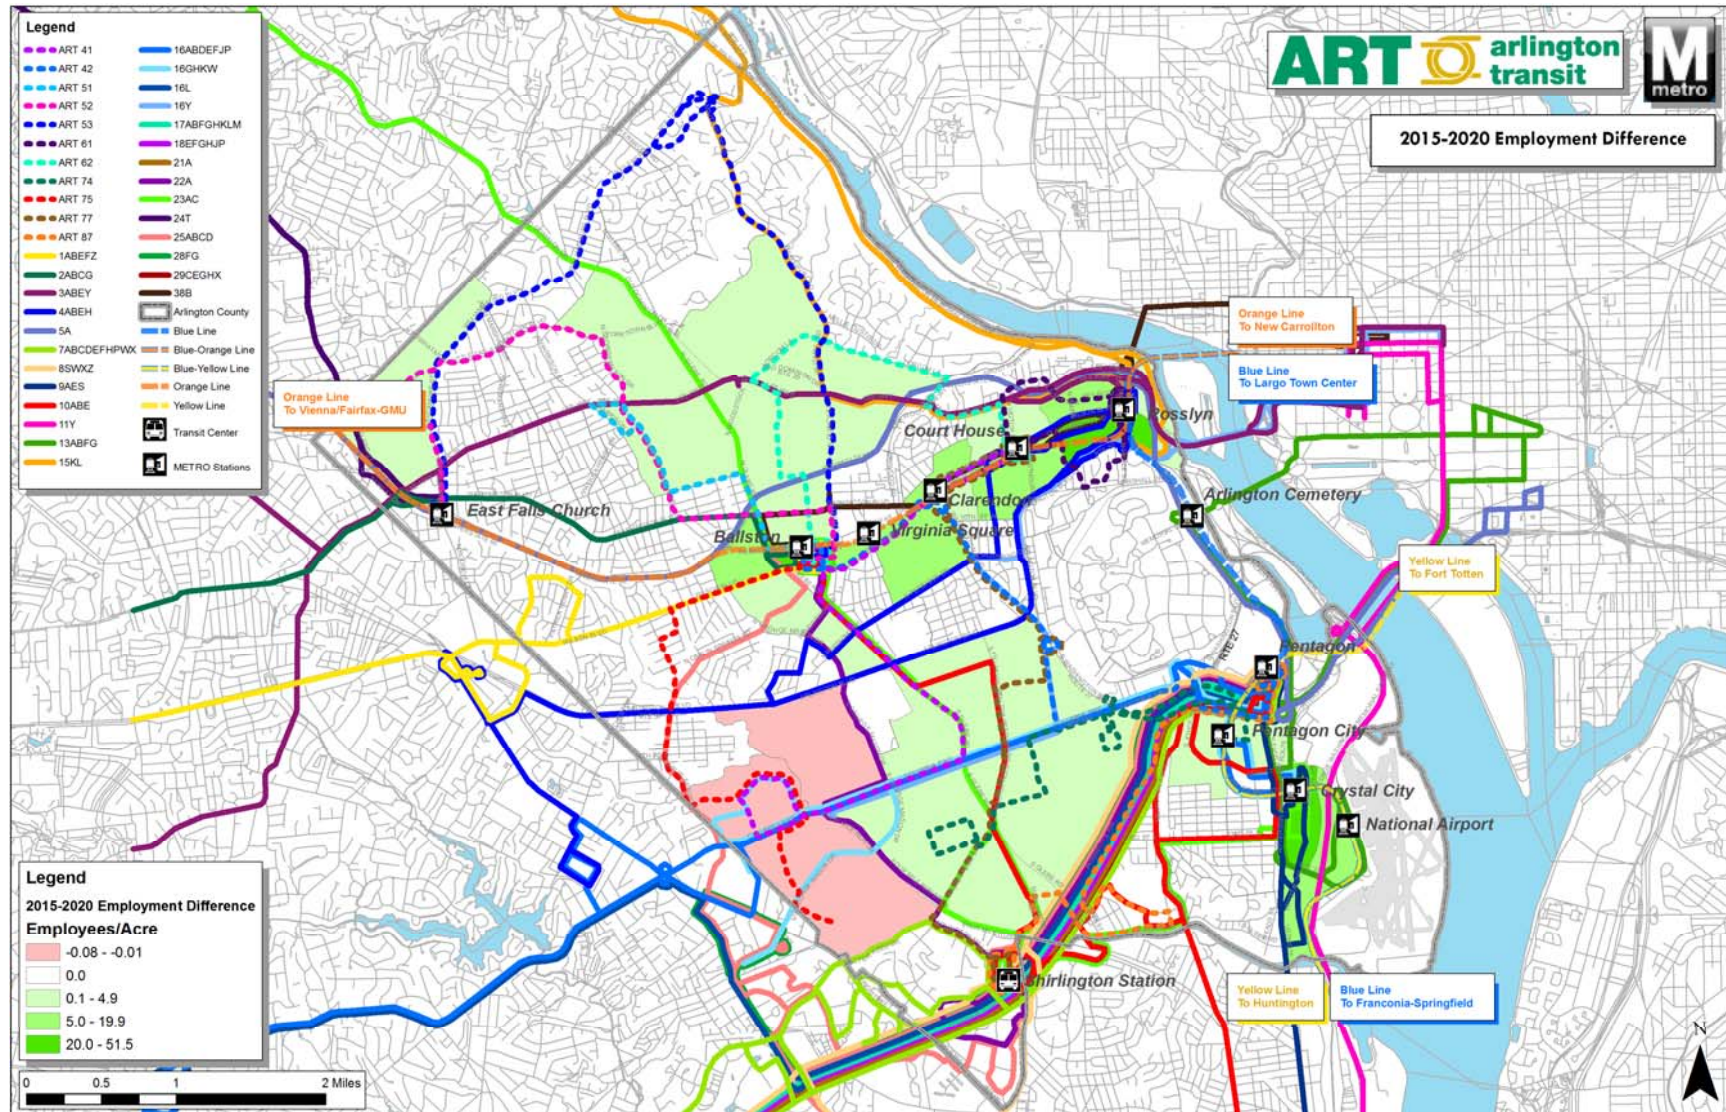 Legend
ART 41
ART 42
ART 51
ART 52
ART 53
ART 61
ART 62
ART 74
ART 75
ART 77
ART 87
1ABEFZ
2ABCG
3ABEY
4ABEH
5A
7ABCDEFHPWX
8SWXZ
9AES
10ABE
11Y
13ABFG
15KL
16ABDEFJP
16GHKW
16L
16Y
17ABFGHKLM
18EFGHJP
21A
22A
23AC
24T
25ABCD
28FG
29CEGHX
38B
Arlington County
Blue Line
Blue-Orange Line
Blue-Yellow Line
Orange Line
Yellow Line
Transit Center
METRO Stations
ART arlington
transit
M
metro
2015-2020 Employment Difference
Orange Line
To New Carrollton
Blue Line
To Largo Town Center
Orange Line
To Vienna/Fairfax-GMU
Rosslyn
Court House
Clarendon
Arlington Cemetery
East Falls Church
Ballston
Virginia Square
Yellow Line
To Fort Totten
RTE 27
Pentagon
Pentagon City
Crystal City
National Airport
Shirlington Station
Yellow Line
To Huntington
Blue Line
To Franconia-Springfield
Legend
2015-2020 Employment Difference
Employees/Acre
-0.08 - -0.01
0.0
0.1 - 4.9
5.0 - 19.9
20.0 - 51.5
0 0.5 1 2 Miles
N